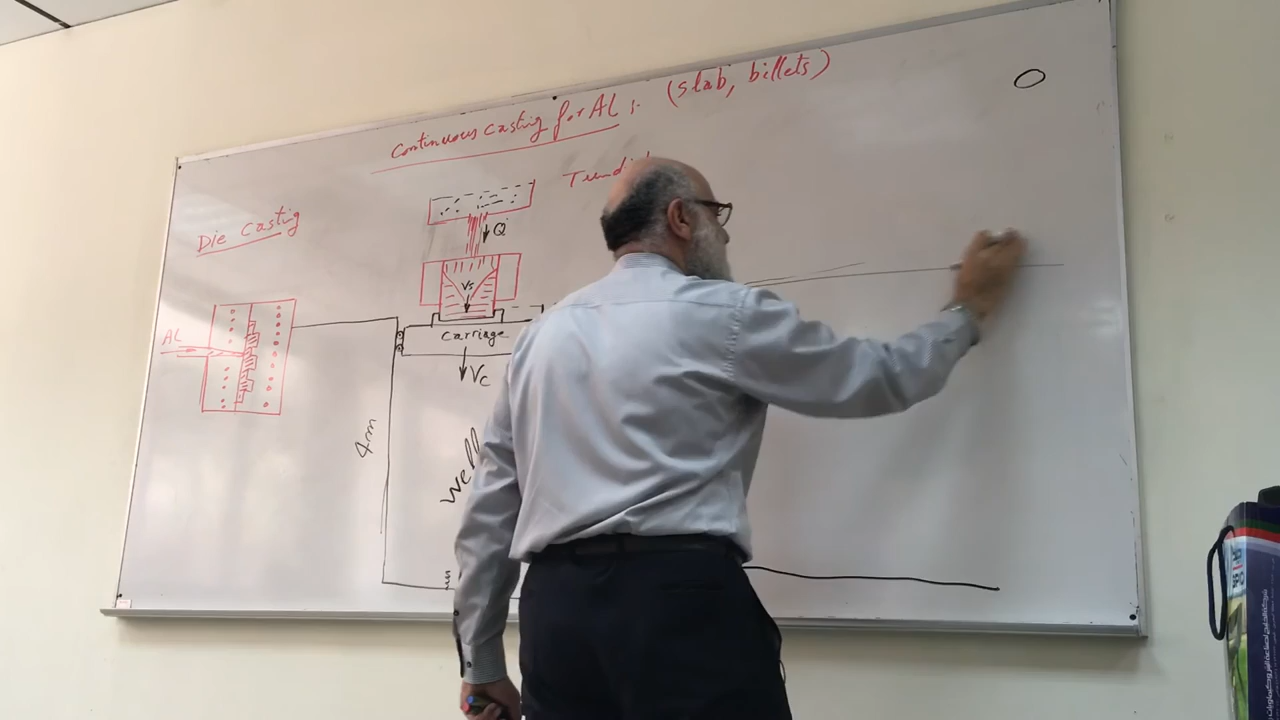 Continuous casting for AL: (slab, billets)
Die Casting
Q
Vs
Carriage
Vc
AL
4m
well